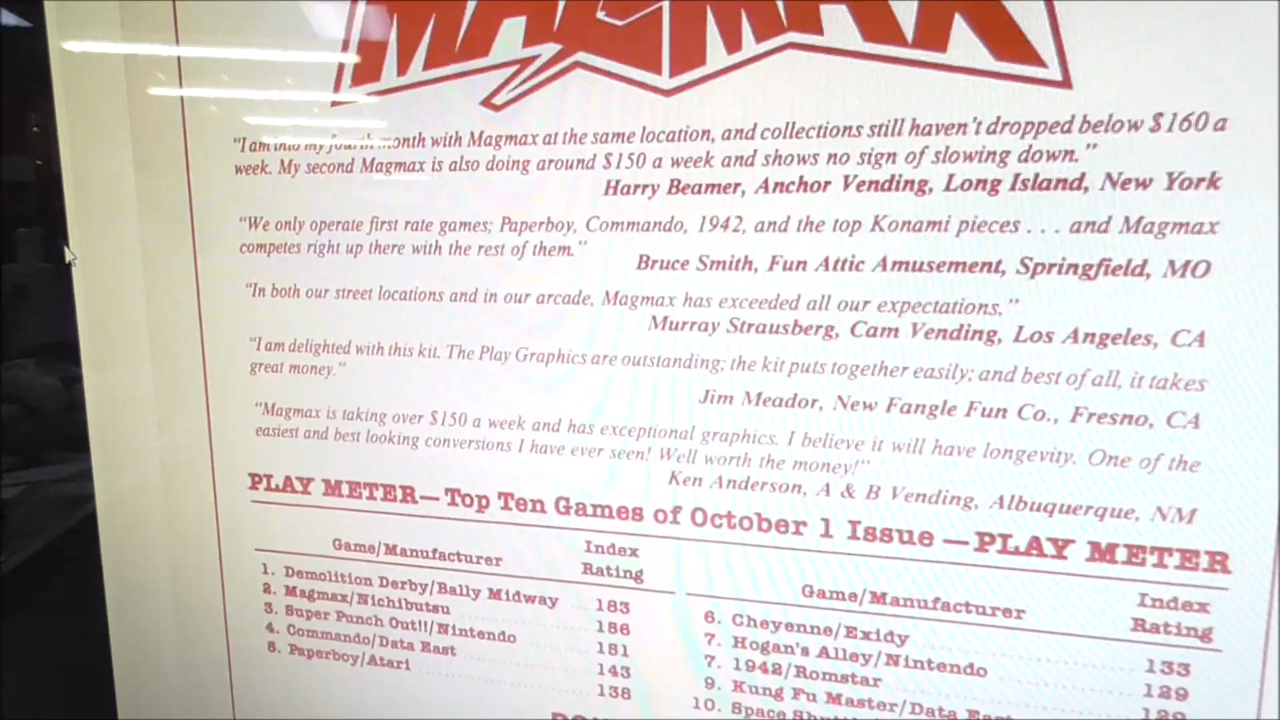 MAGMAX
"I am into my fourth month with Magmax at the same location, and collections still haven't dropped below $160 a
week. My second Magmax is also doing around $150 a week and shows no sign of slowing down."
Harry Beamer, Anchor Vending, Long Island, New York
"We only operate first rate games; Paperboy, Commando, 1942, and the top Konami pieces . . . and Magmax
competes right up there with the rest of them."
Bruce Smith, Fun Attic Amusement, Springfield, MO
"In both our street locations and in our arcade, Magmax has exceeded all our expectations."
Murray Strausberg, Cam Vending, Los Angeles, CA
"I am delighted with this kit. The Play Graphics are outstanding; the kit puts together easily; and best of all, it takes
great money."
Jim Meador, New Fangle Fun Co., Fresno, CA
"Magmax is taking over $150 a week and has exceptional graphics. I believe it will have longevity. One of the
easiest and best looking conversions I have ever seen! Well worth the money!"
Ken Anderson, A & B Vending, Albuquerque, NM
PLAY METER—Top Ten Games of October 1 Issue—PLAY METER
Game/Manufacturer Index Rating
1. Demolition Derby/Bally Midway 183
2. Magmax/Nichibutsu 156
3. Super Punch Out!!/Nintendo 151
4. Commando/Data East 143
5. Paperboy/Atari 138
Game/Manufacturer Index Rating
6. Cheyenne/Exidy 133
7. Hogan's Alley/Nintendo 129
7. 1942/Romstar 129
9. Kung Fu Master/Data East
10. Space